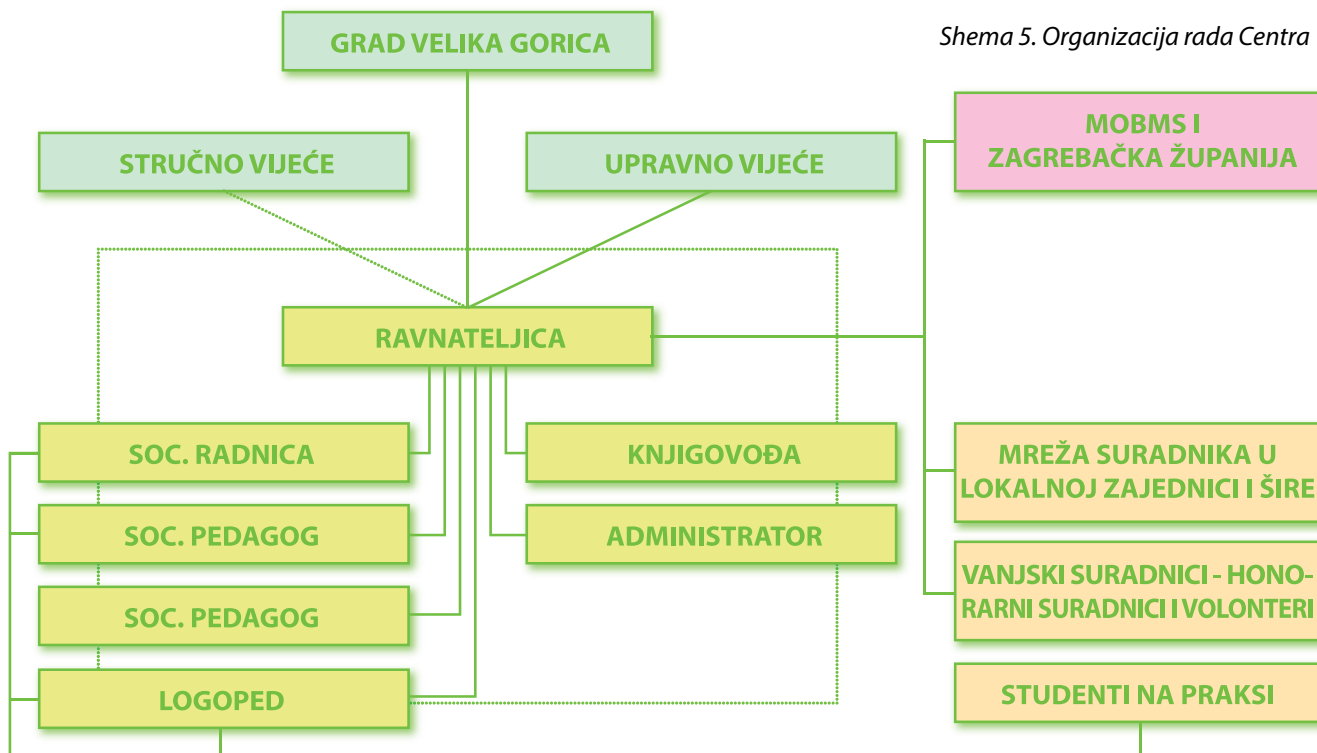 GRAD VELIKA GORICA
Shema 5. Organizacija rada Centra
STRUČNO VIJEĆE
UPRAVNO VIJEĆE
MOBMS I
ZAGREBAČKA ŽUPANIJA
RAVNATELJICA
SOC. RADNICA
KNJIGOVOĐA
MREŽA SURADNIKA U
LOKALNOJ ZAJEDNICI I ŠIRE
SOC. PEDAGOG
ADMINISTRATOR
VANJSKI SURADNICI - HONO-
RARNI SURADNICI I VOLONTERI
SOC. PEDAGOG
LOGOPED
STUDENTI NA PRAKSI